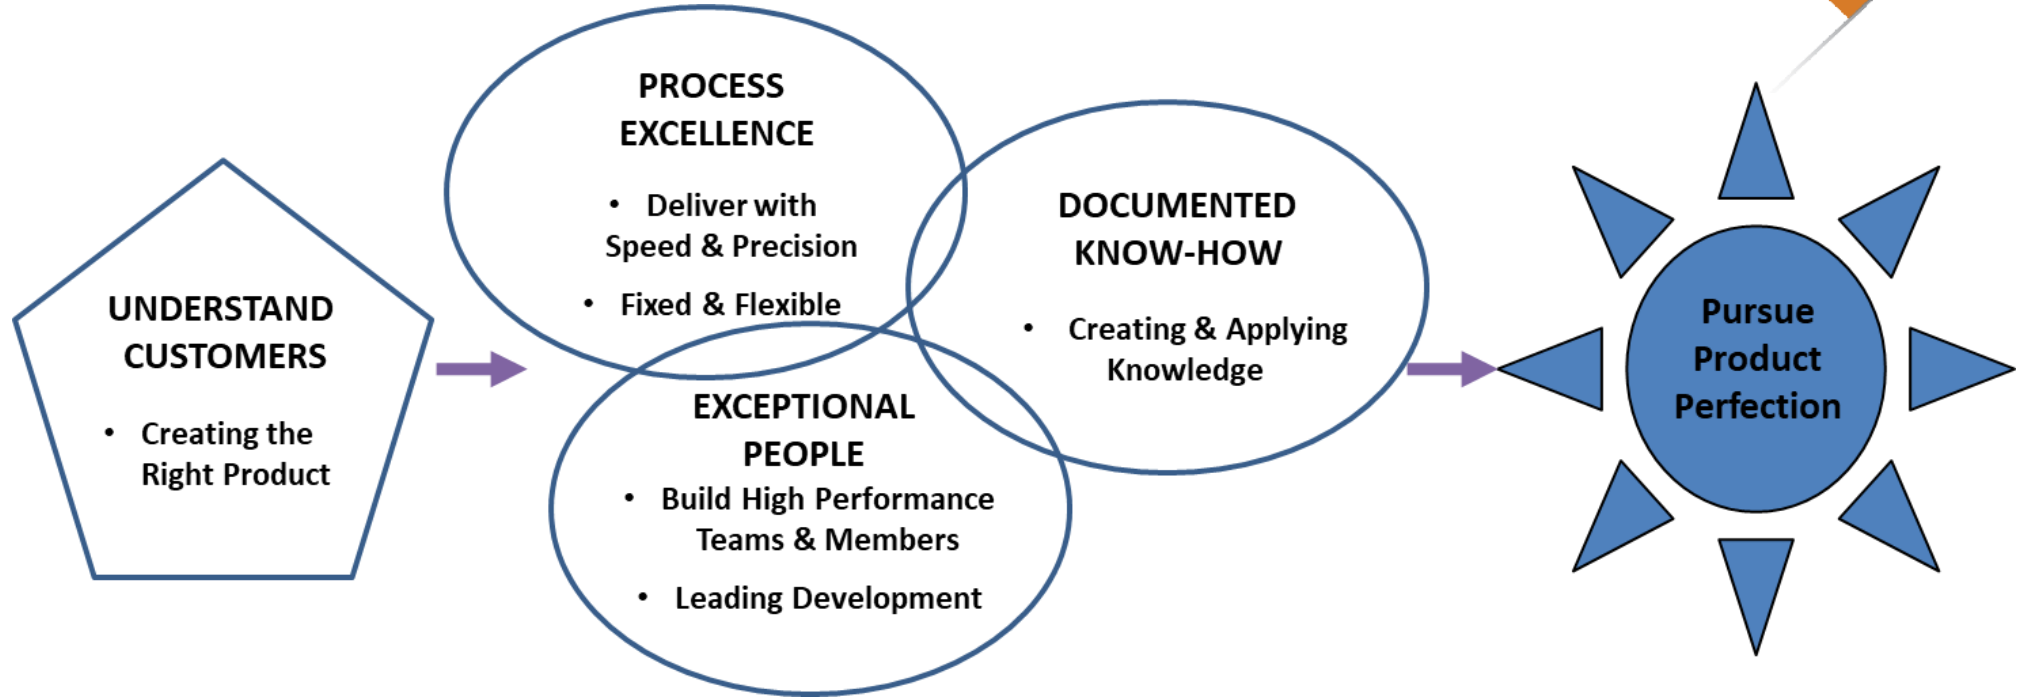 UNDERSTAND
CUSTOMERS
• Creating the
Right Product
PROCESS
EXCELLENCE
• Deliver with
Speed & Precision
• Fixed & Flexible
EXCEPTIONAL
PEOPLE
• Build High Performance
Teams & Members
• Leading Development
DOCUMENTED
KNOW-HOW
• Creating & Applying
Knowledge
Pursue
Product
Perfection